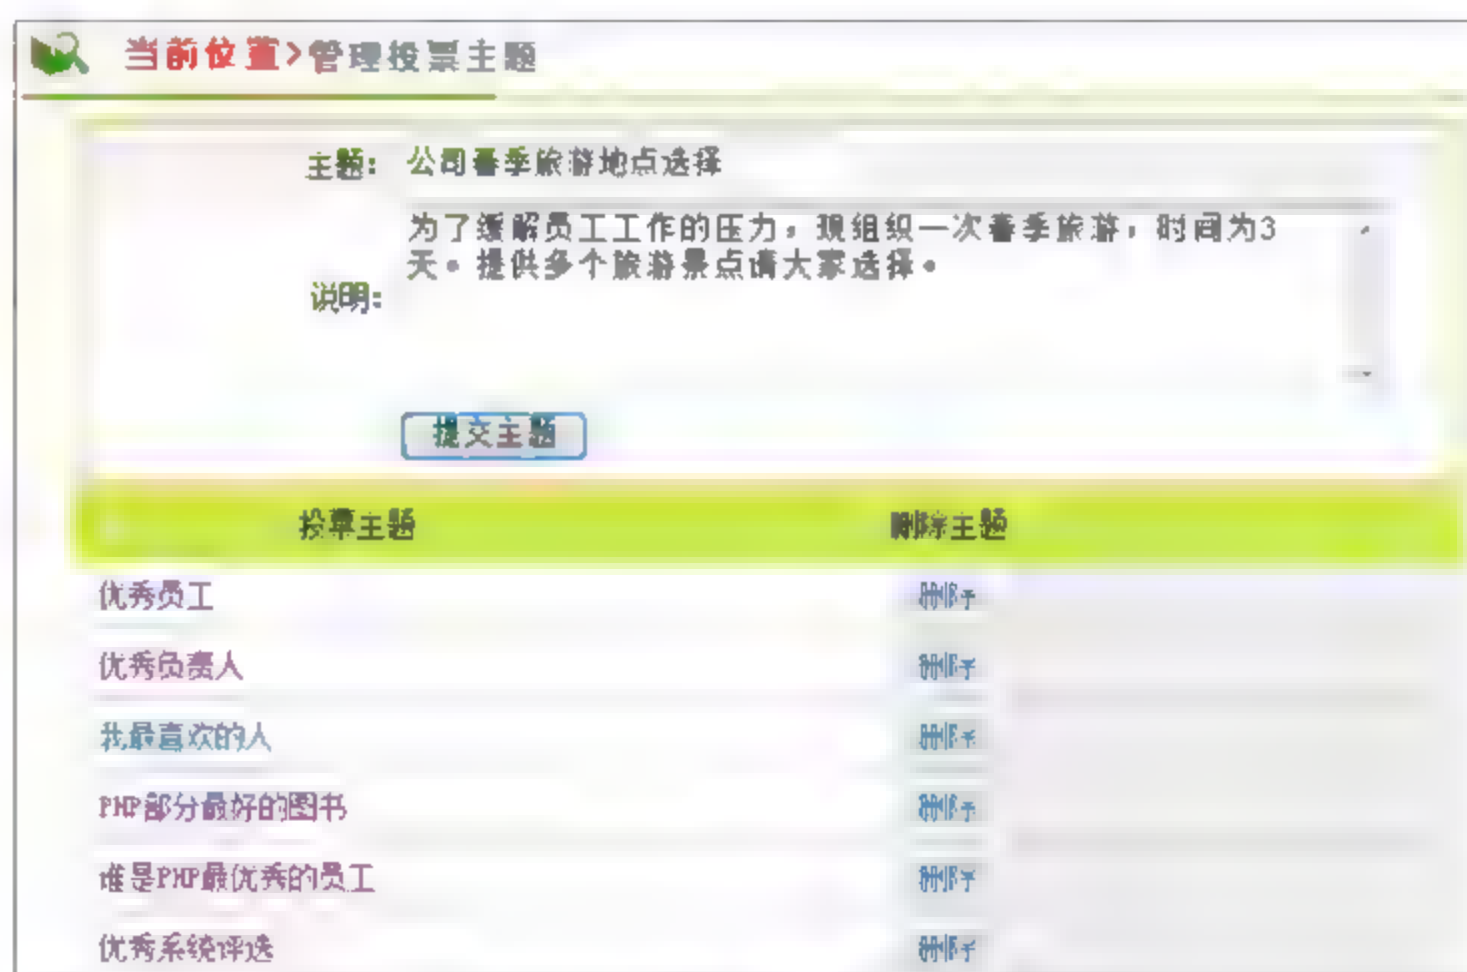 当前位置>管理投票主题
主题: 公司春季旅游地点选择
为了缓解员工工作的压力，现组织一次春季旅游，时间为3
天。提供多个旅游景点请大家选择。
说明:
提交主题
投票主题 删除主题
优秀员工 删除
优秀负责人 删除
我最喜欢的人 删除
PHP部分最好的图书 删除
谁是PHP最优秀的员工 删除
优秀系统评选 删除